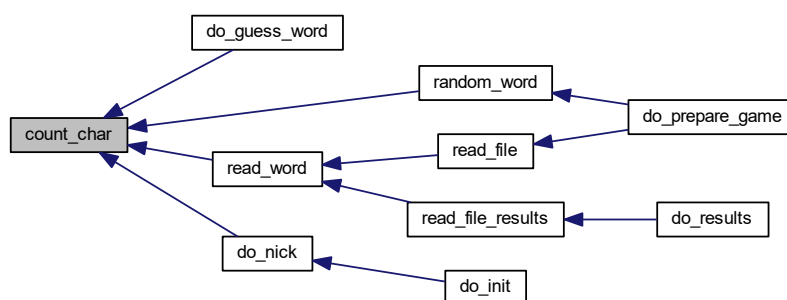 do_guess_word
random_word
do_prepare_game
count_char
read_file
read_word
read_file_results
do_results
do_nick
do_init